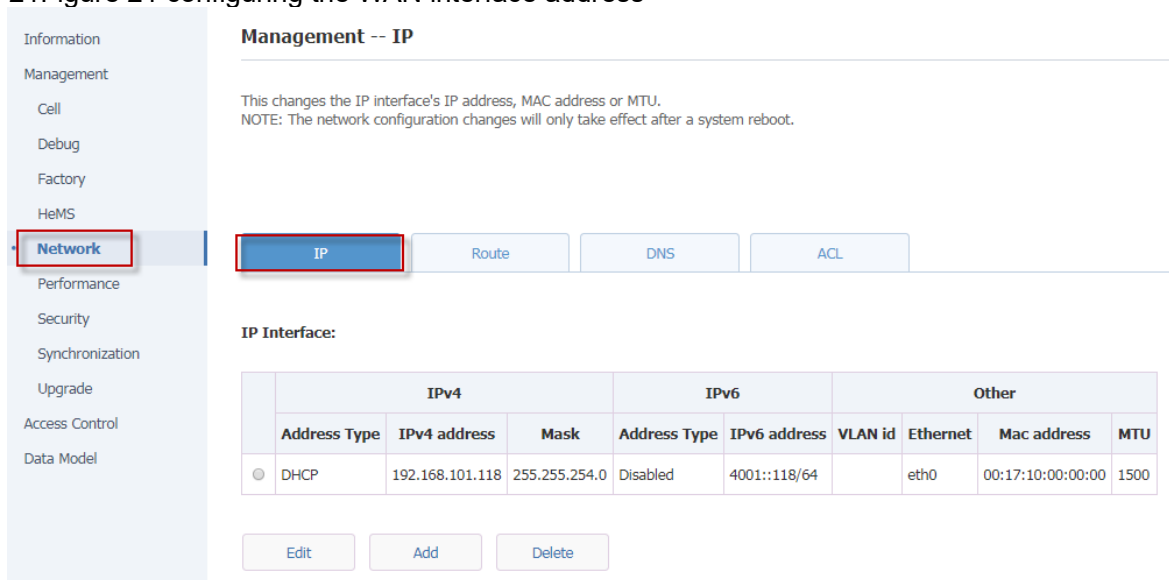 Information
Management
Cell
Debug
Factory
HeMS
Network
Performance
Security
Synchronization
Upgrade
Access Control
Data Model
Management -- IP
This changes the IP interface's IP address, MAC address or MTU.
NOTE: The network configuration changes will only take effect after a system reboot.
IP Route DNS ACL
IP Interface:
IPv4 IPv6 Other
Address Type IPv4 address Mask Address Type IPv6 address VLAN id Ethernet Mac address MTU
DHCP 192.168.101.118 255.255.254.0 Disabled 4001::118/64 eth0 00:17:10:00:00:00 1500
Edit Add Delete